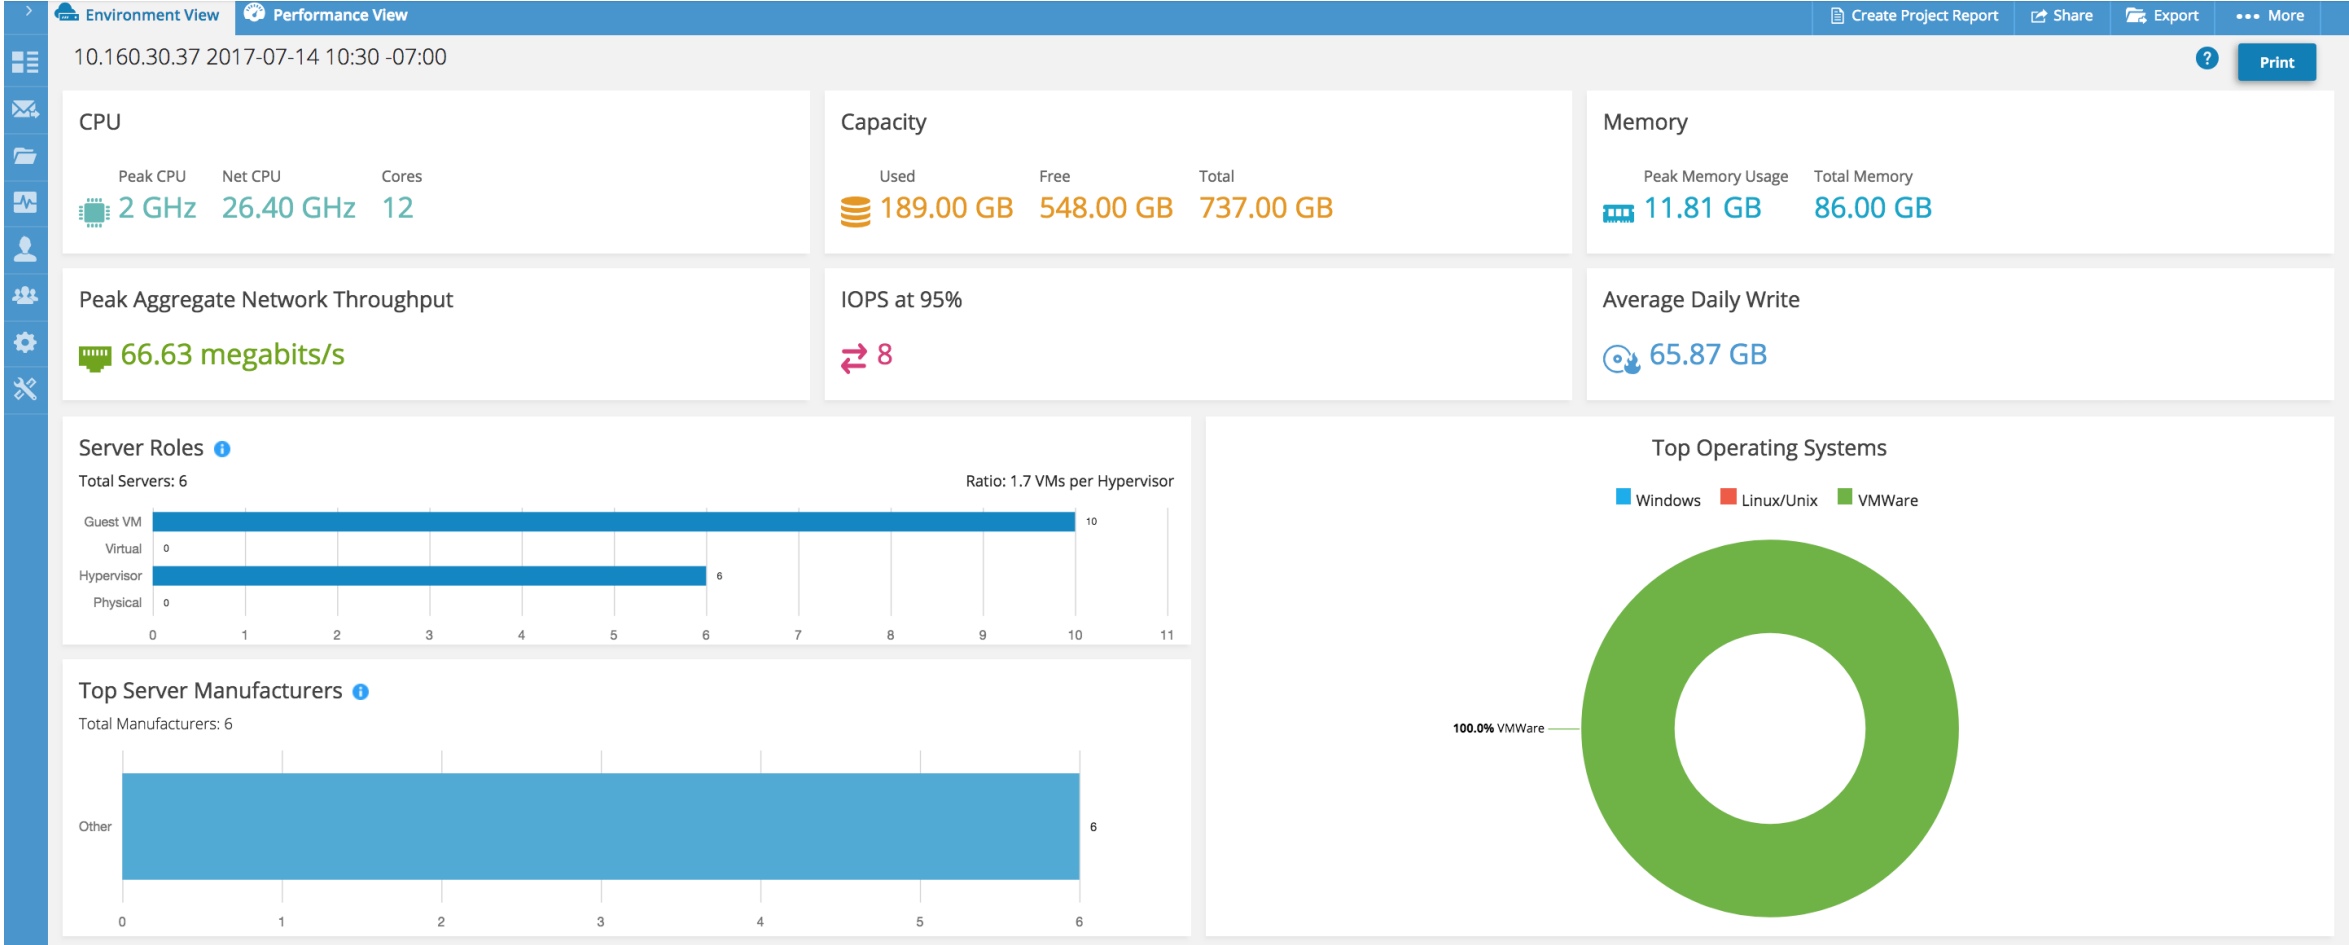 Environment View
Performance View
Create Project Report
Share
Export
More
10.160.30.37 2017-07-14 10:30 -07:00
?
Print
CPU
Peak CPU Net CPU Cores
2 GHz 26.40 GHz 12
Capacity
Used Free Total
189.00 GB 548.00 GB 737.00 GB
Memory
Peak Memory Usage Total Memory
11.81 GB 86.00 GB
Peak Aggregate Network Throughput
66.63 megabits/s
IOPS at 95%
8
Average Daily Write
65.87 GB
Server Roles i
Total Servers: 6
Ratio: 1.7 VMs per Hypervisor
Guest VM 10
Virtual 0
Hypervisor 6
Physical 0
0 1 2 3 4 5 6 7 8 9 10 11
Top Server Manufacturers i
Total Manufacturers: 6
Other 6
0 1 2 3 4 5 6
Top Operating Systems
Windows Linux/Unix VMWare
100.0% VMWare